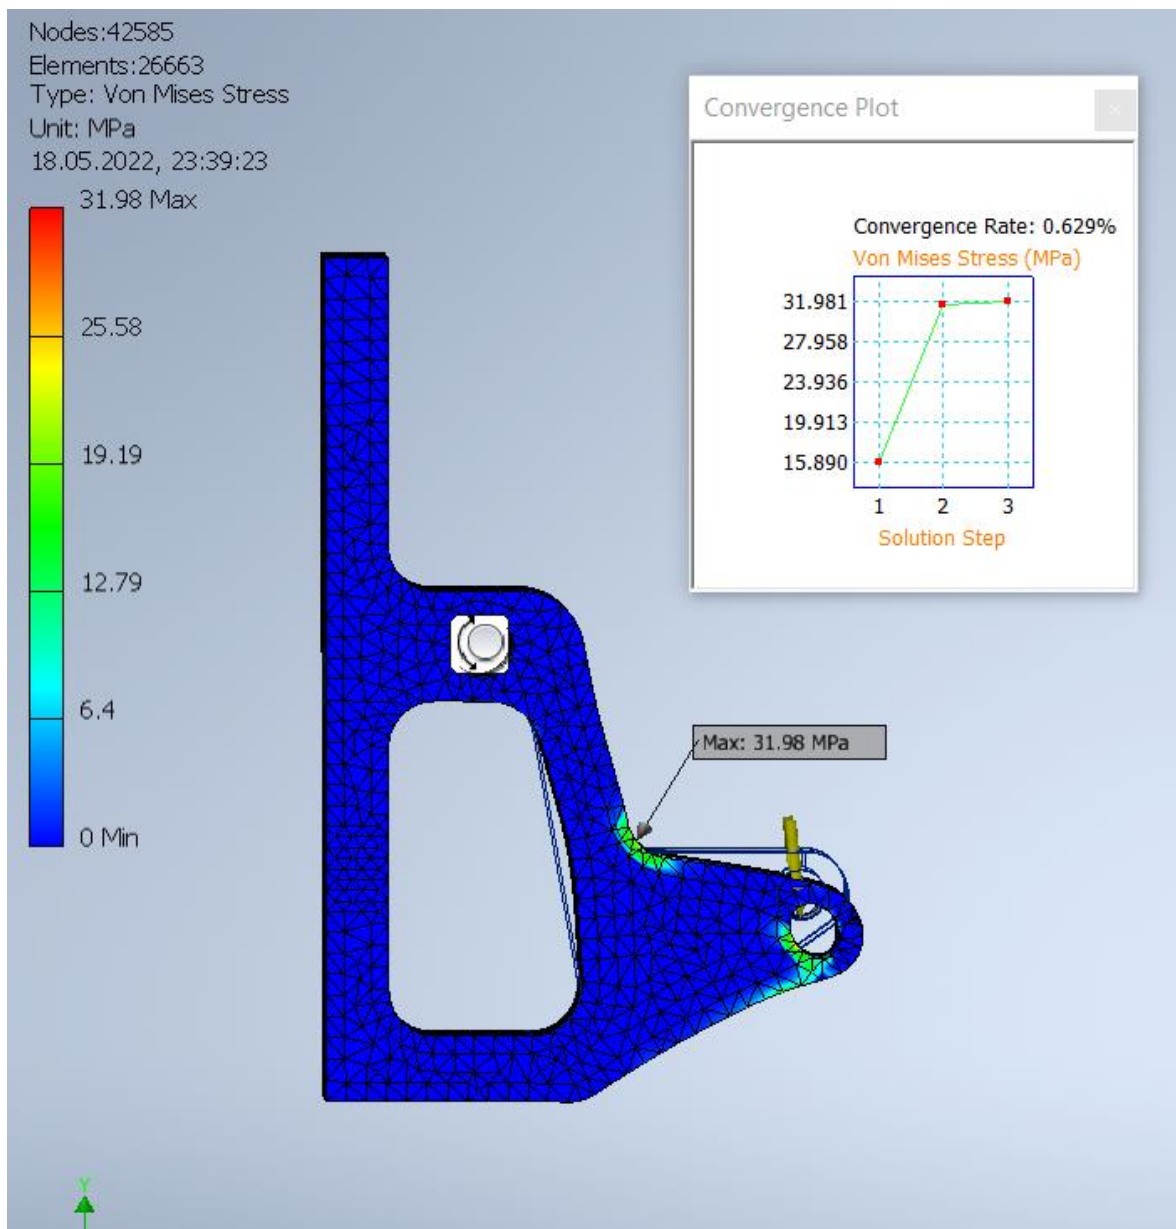 Nodes:42585
Elements:26663
Type: Von Mises Stress
Unit: MPa
18.05.2022, 23:39:23
31.98 Max
25.58
19.19
12.79
6.4
0 Min
Convergence Plot
Convergence Rate: 0.629%
Von Mises Stress (MPa)
31.981
27.958
23.936
19.913
15.890
1 2 3
Solution Step
Max: 31.98 MPa
Y